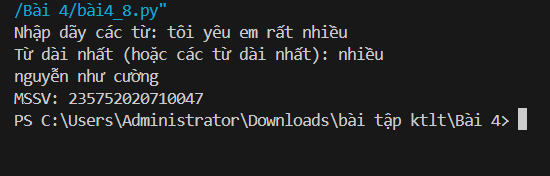 /Bài 4/bài4_8.py"
Nhập dãy các từ: tôi yêu em rất nhiều
Từ dài nhất (hoặc các từ dài nhất): nhiều
nguyễn như cường
MSSV: 235752020710047
PS C:\Users\Administrator\Downloads\bài tập ktlt\Bài 4>